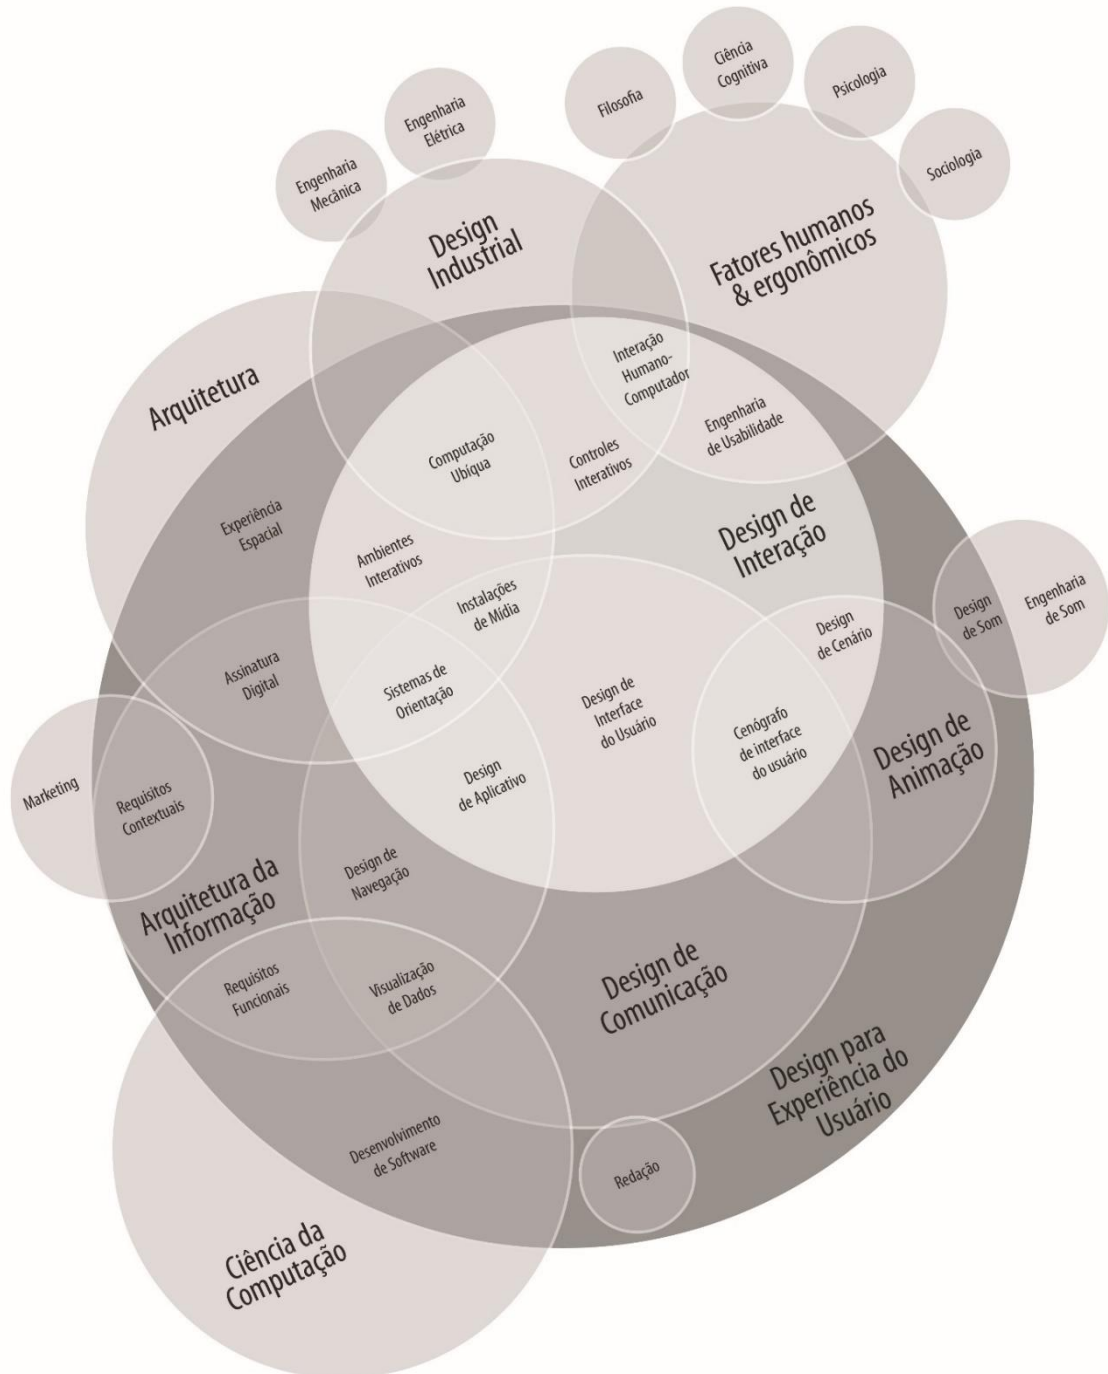 Ciência
Cognitiva
Filosofia
Psicologia
Engenharia
Elétrica
Sociologia
Engenharia
Mecânica
Design
Industrial
Fatores humanos
& ergonômicos
Arquitetura
Interação
Humano-
Computador
Engenharia
de Usabilidade
Computação
Ubíqua
Controles
Interativos
Experiência
Espacial
Ambientes
Interativos
Design de
Interação
Instalações
de Mídia
Design
de Som
Engenharia
de Som
Design
de Cenário
Assinatura
Digital
Sistemas de
Orientação
Design de
Interface
do Usuário
Cenógrafo
de interface
do usuário
Design de
Animação
Marketing
Requisitos
Contextuais
Design
de Aplicativo
Design de
Navegação
Arquitetura da
Informação
Requisitos
Funcionais
Visualização
de Dados
Design de
Comunicação
Design para
Experiência do
Usuário
Desenvolvimento
de Software
Redação
Ciência da
Computação